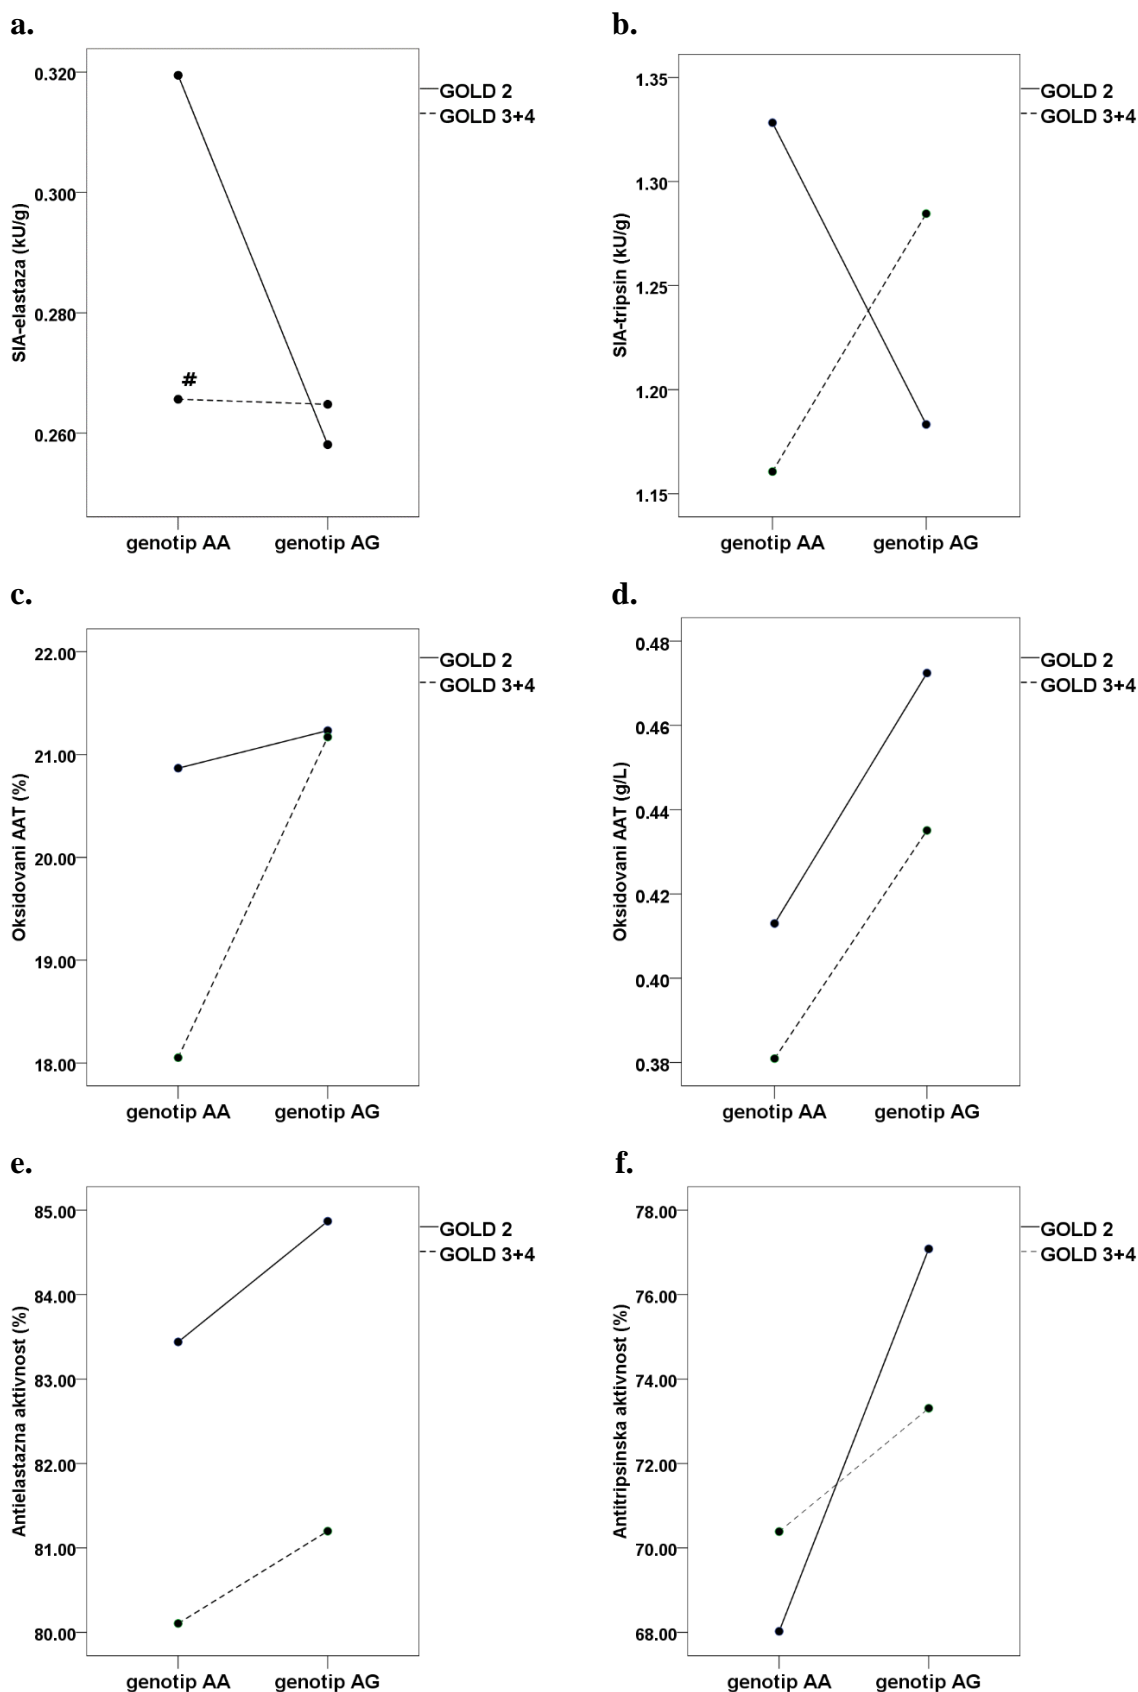 a.
SIA-elastaza (kU/g)
0.320
0.300
0.280
0.260
#
genotip AA genotip AG
GOLD 2
GOLD 3+4
b.
SIA-tripsin (kU/g)
1.35
1.30
1.25
1.20
1.15
genotip AA genotip AG
GOLD 2
GOLD 3+4
c.
Oksidovani AAT (%)
22.00
21.00
20.00
19.00
18.00
genotip AA genotip AG
GOLD 2
GOLD 3+4
d.
Oksidovani AAT (g/L)
0.48
0.46
0.44
0.42
0.40
0.38
genotip AA genotip AG
GOLD 2
GOLD 3+4
e.
Antielastazna aktivnost (%)
85.00
84.00
83.00
82.00
81.00
80.00
genotip AA genotip AG
GOLD 2
GOLD 3+4
f.
Antitripsinska aktivnost (%)
78.00
76.00
74.00
72.00
70.00
68.00
genotip AA genotip AG
GOLD 2
GOLD 3+4